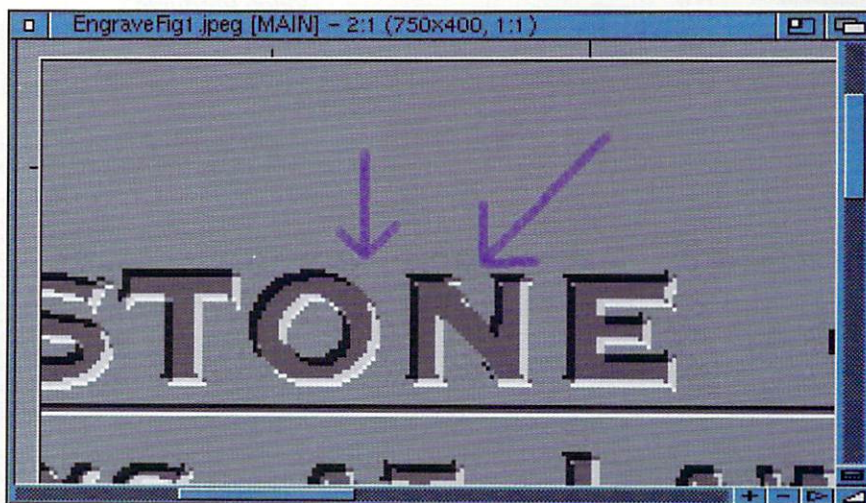 EngraveFig1.jpeg [MAIN] – 2:1 (750x400, 1:1)
STONE